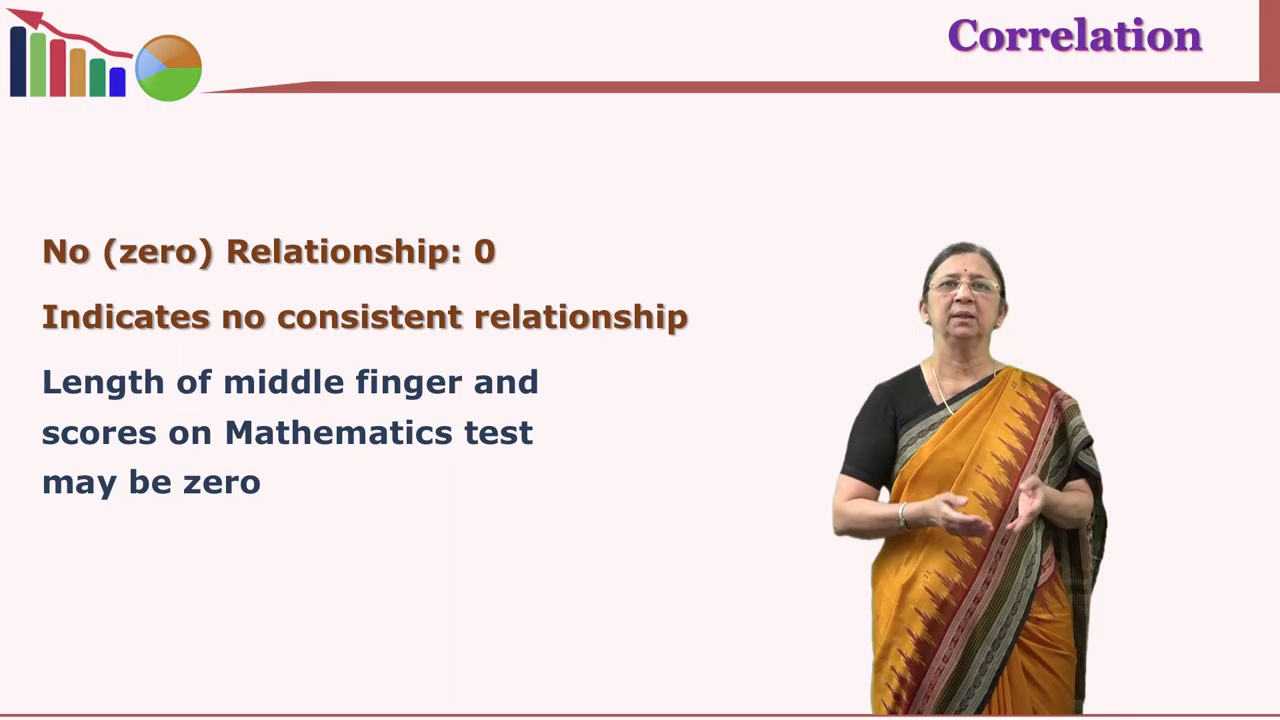 Correlation
No (zero) Relationship: 0
Indicates no consistent relationship
Length of middle finger and
scores on Mathematics test
may be zero